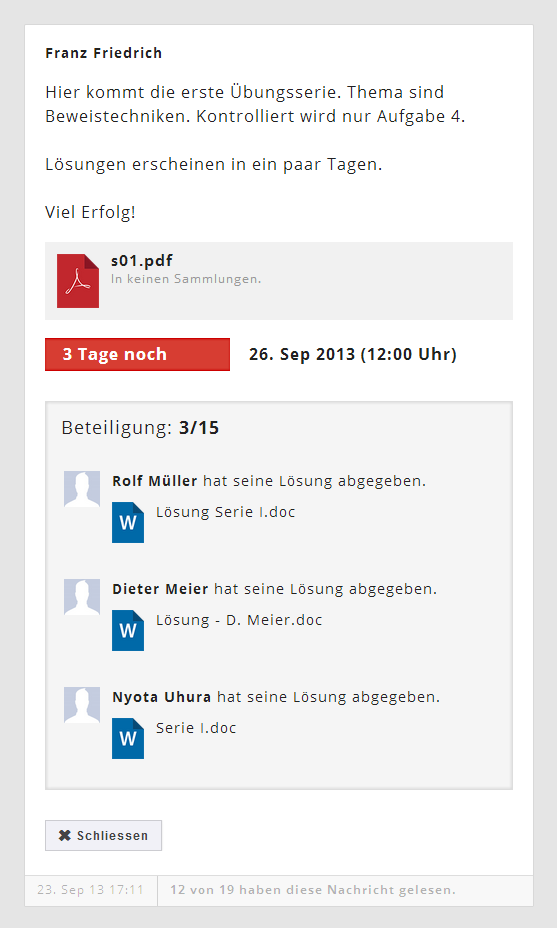 Franz Friedrich
Hier kommt die erste Übungsserie. Thema sind
Beweistechniken. Kontrolliert wird nur Aufgabe 4.
Lösungen erscheinen in ein paar Tagen.
Viel Erfolg!
s01.pdf
In keinen Sammlungen.
3 Tage noch
26. Sep 2013 (12:00 Uhr)
Beteiligung: 3/15
Rolf Müller hat seine Lösung abgegeben.
W
Lösung Serie I.doc
Dieter Meier hat seine Lösung abgegeben.
W
Lösung - D. Meier.doc
Nyota Uhura hat seine Lösung abgegeben.
W
Serie I.doc
✖ Schliessen
23. Sep 13 17:11
12 von 19 haben diese Nachricht gelesen.